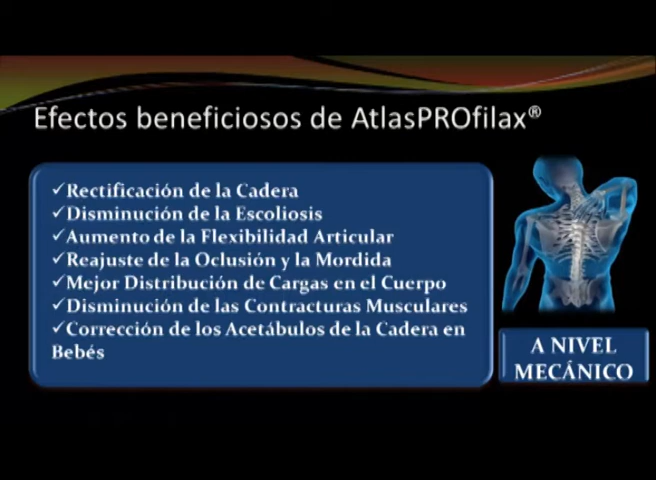 Efectos beneficiosos de AtlasPROfilax®
✓Rectificación de la Cadera
✓Disminución de la Escoliosis
✓Aumento de la Flexibilidad Articular
✓Reajuste de la Oclusión y la Mordida
✓Mejor Distribución de Cargas en el Cuerpo
✓Disminución de las Contracturas Musculares
✓Corrección de los Acetábulos de la Cadera en
Bebés
A NIVEL
MECÁNICO